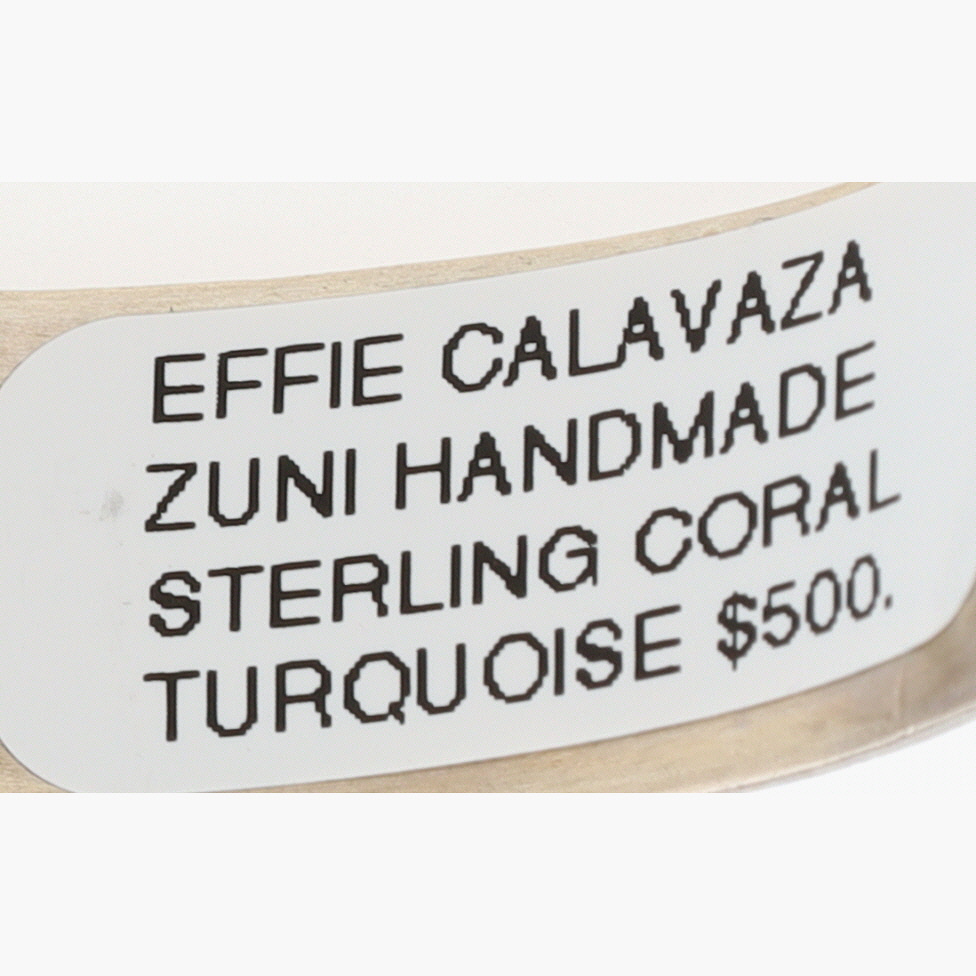 EFFIE CALAVAZA
ZUNI HANDMADE
STERLING CORAL
TURQUOISE $500.